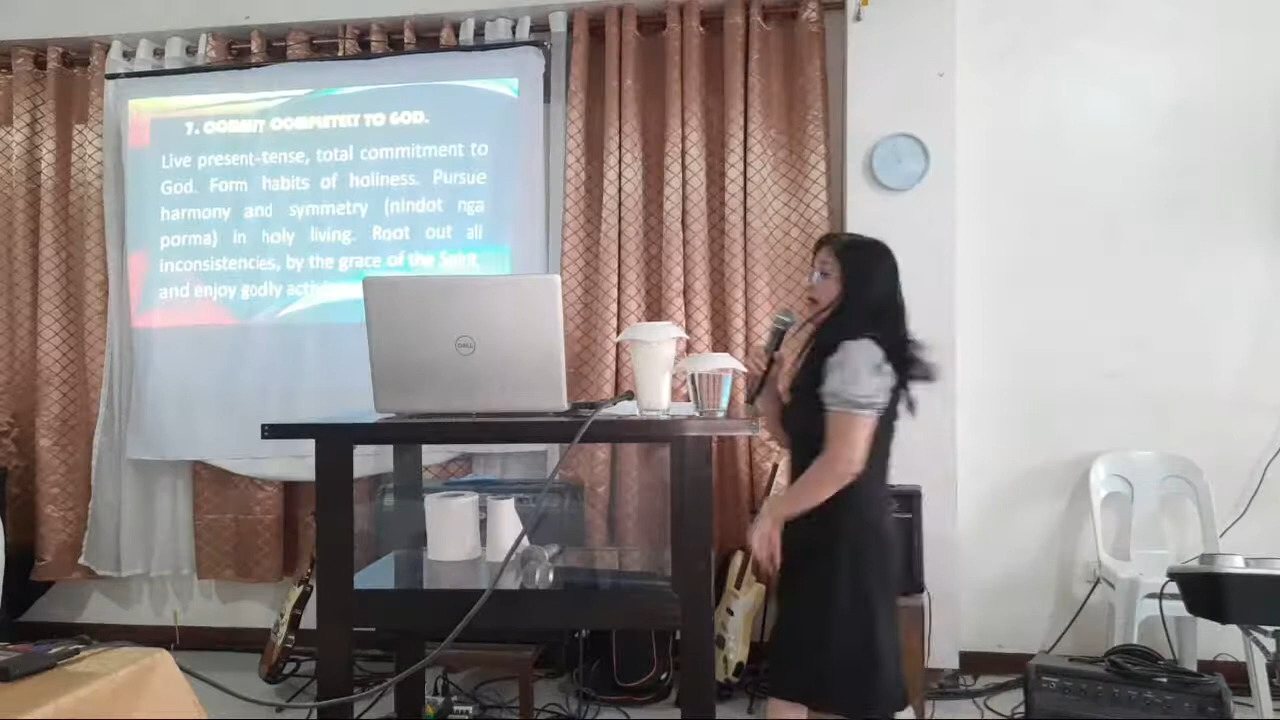 7. COMMIT COMPLETELY TO GOD.
Live present-tense, total commitment to
God. Form habits of holiness. Pursue
harmony and symmetry (nindot nga
porma) in holy living. Root out all
inconsistencies, by the grace of the Spirit,
and enjoy godly
DELL